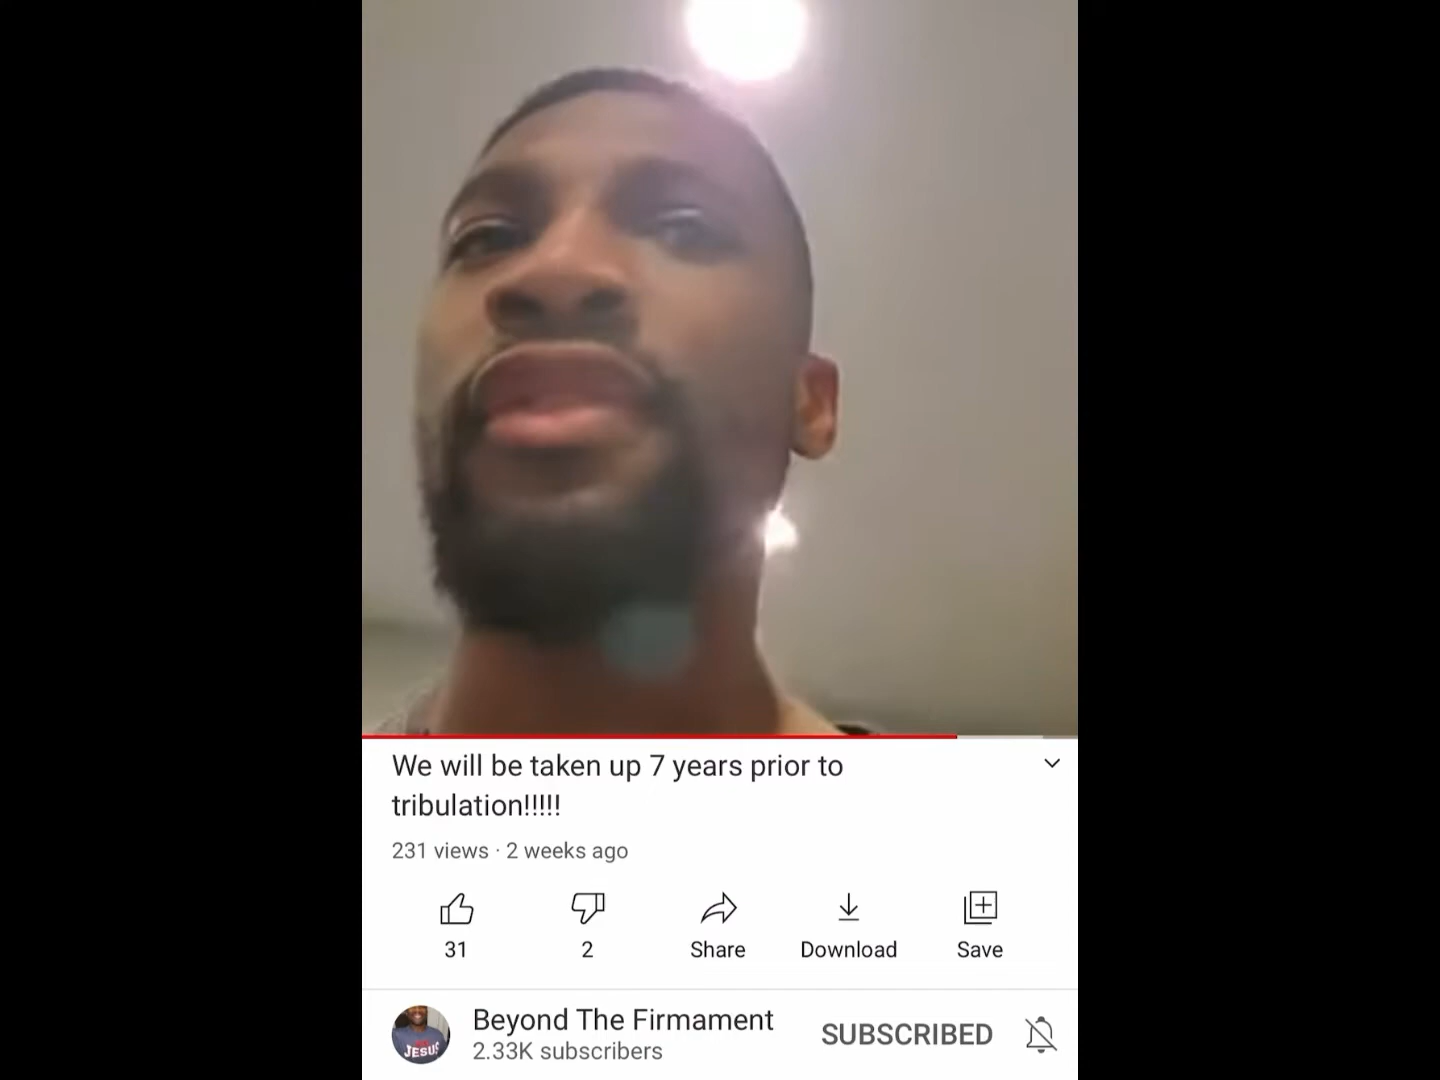 We will be taken up 7 years prior to
tribulation!!!!!
231 views · 2 weeks ago
31
2
Share
Download
Save
Beyond The Firmament
2.33K subscribers
SUBSCRIBED
JESUS